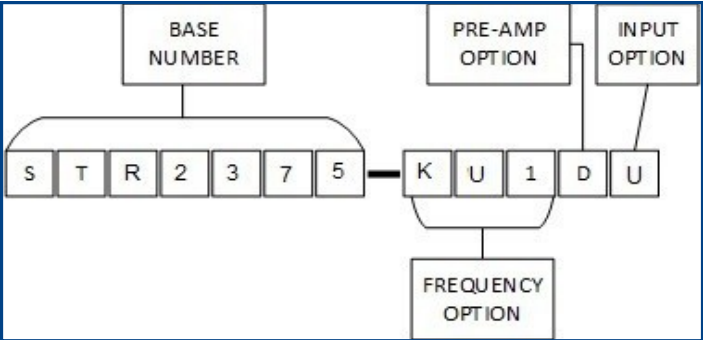 BASE
NUMBER
PRE-AMP
OPTION
INPUT
OPTION
S T R 2 3 7 5 – K U 1 D U
FREQUENCY
OPTION